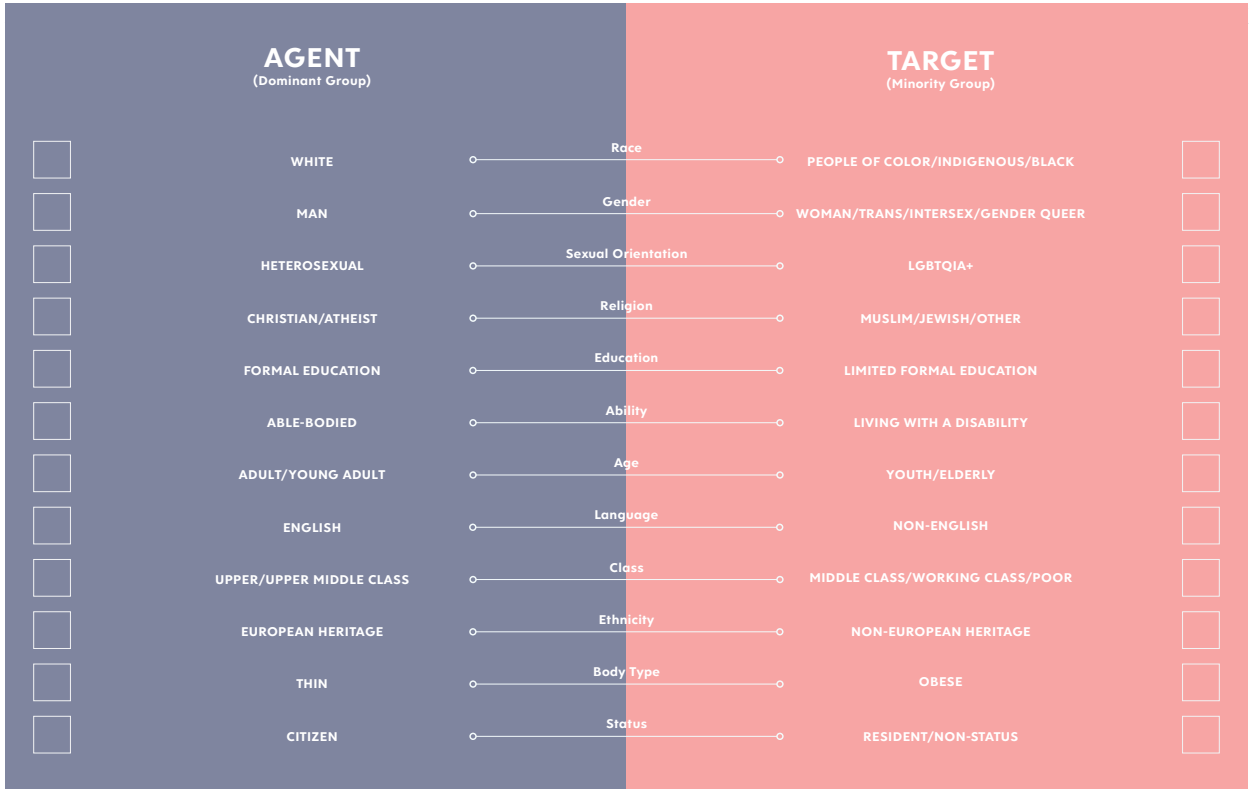 AGENT
(Dominant Group)
TARGET
(Minority Group)
WHITE
Race
PEOPLE OF COLOR/INDIGENOUS/BLACK
MAN
Gender
WOMAN/TRANS/INTERSEX/GENDER QUEER
HETEROSEXUAL
Sexual Orientation
LGBTQIA+
CHRISTIAN/ATHEIST
Religion
MUSLIM/JEWISH/OTHER
FORMAL EDUCATION
Education
LIMITED FORMAL EDUCATION
ABLE-BODIED
Ability
LIVING WITH A DISABILITY
ADULT/YOUNG ADULT
Age
YOUTH/ELDERLY
ENGLISH
Language
NON-ENGLISH
UPPER/UPPER MIDDLE CLASS
Class
MIDDLE CLASS/WORKING CLASS/POOR
EUROPEAN HERITAGE
Ethnicity
NON-EUROPEAN HERITAGE
THIN
Body Type
OBESE
CITIZEN
Status
RESIDENT/NON-STATUS